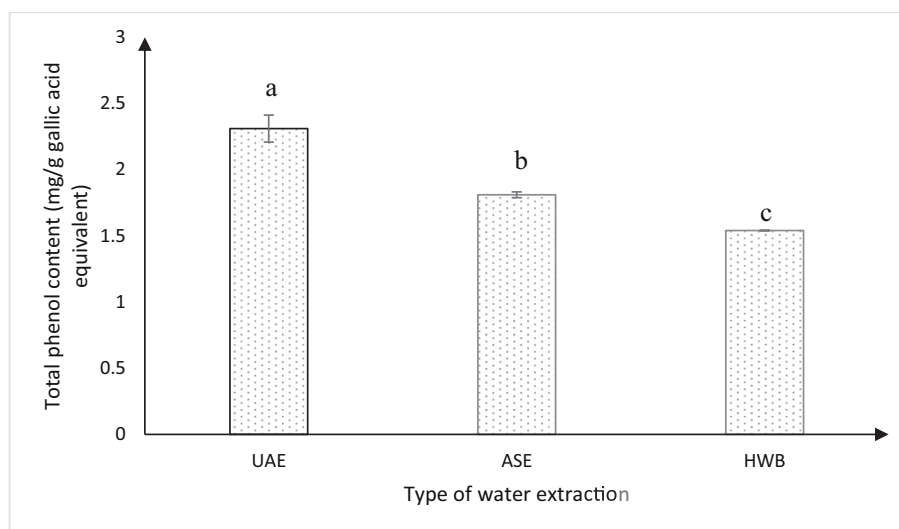 Total phenol content (mg/g gallic acid
equivalent)
3
2.5
2
1.5
1
0.5
0
a
b
c
UAE ASE HWB
Type of water extraction